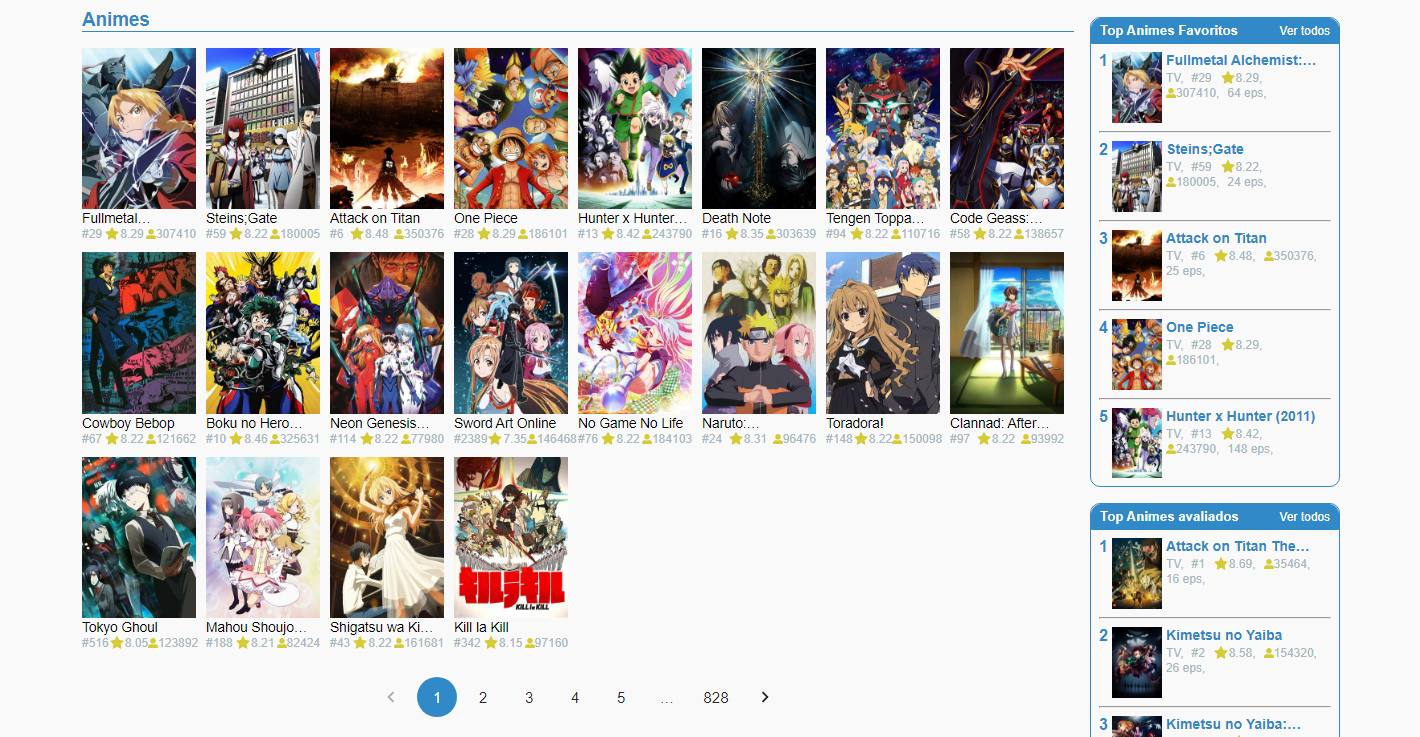 Animes
Fullmetal...
#29 8.29 307410
Steins;Gate
#59 8.22 180005
Attack on Titan
#6 8.48 350376
One Piece
#28 8.29 186101
Hunter x Hunter...
#13 8.42 243790
Death Note
#16 8.35 303639
Tengen Toppa...
#94 8.22 110716
Code Geass:...
#58 8.22 138657
Cowboy Bebop
#67 8.22 121662
Boku no Hero...
#10 8.46 325631
Neon Genesis...
#114 8.22 77980
Sword Art Online
#2389 7.35 146468
No Game No Life
#76 8.22 184103
Naruto:...
#24 8.31 96476
Toradora!
#148 8.22 150098
Clannad: After...
#97 8.22 93992
Tokyo Ghoul
#516 8.05 123892
Mahou Shoujo...
#188 8.21 82424
Shigatsu wa Ki...
#43 8.22 161681
キルラキル
KILL la KILL
Kill la Kill
#342 8.15 97160
1 2 3 4 5 ... 828
Top Animes Favoritos Ver todos
1 Fullmetal Alchemist:...
TV, #29 8.29,
307410, 64 eps,
2 Steins;Gate
TV, #59 8.22,
180005, 24 eps,
3 Attack on Titan
TV, #6 8.48, 350376,
25 eps,
4 One Piece
TV, #28 8.29,
186101,
5 Hunter x Hunter (2011)
TV, #13 8.42,
243790, 148 eps,
Top Animes avaliados Ver todos
1 Attack on Titan The...
TV, #1 8.69, 35464,
16 eps,
2 Kimetsu no Yaiba
TV, #2 8.58, 154320,
26 eps,
3 Kimetsu no Yaiba:...